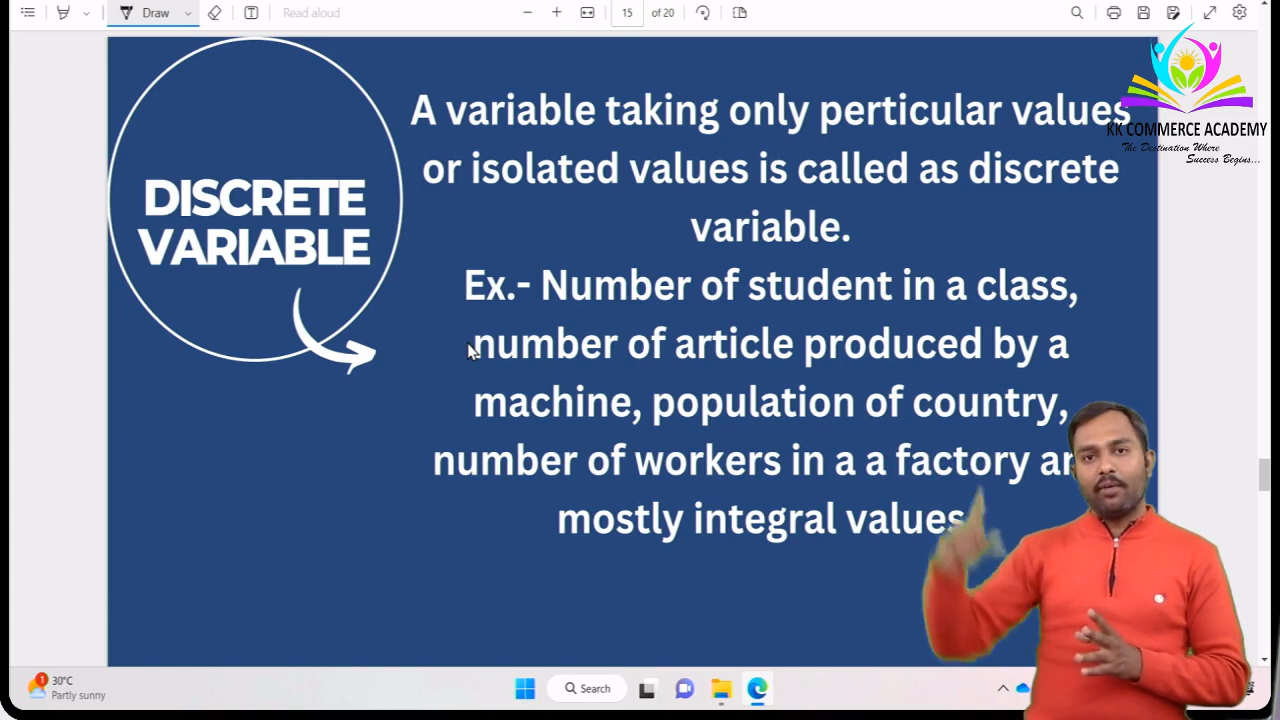 Draw
Read aloud
15 of 20
KK COMMERCE ACADEMY
The Destination Where
Success Begins...
DISCRETE
VARIABLE
A variable taking only perticular values
or isolated values is called as discrete
variable.
Ex.- Number of student in a class,
number of article produced by a
machine, population of country,
number of workers in a a factory
mostly integral values
1
30°C
Partly sunny
Search